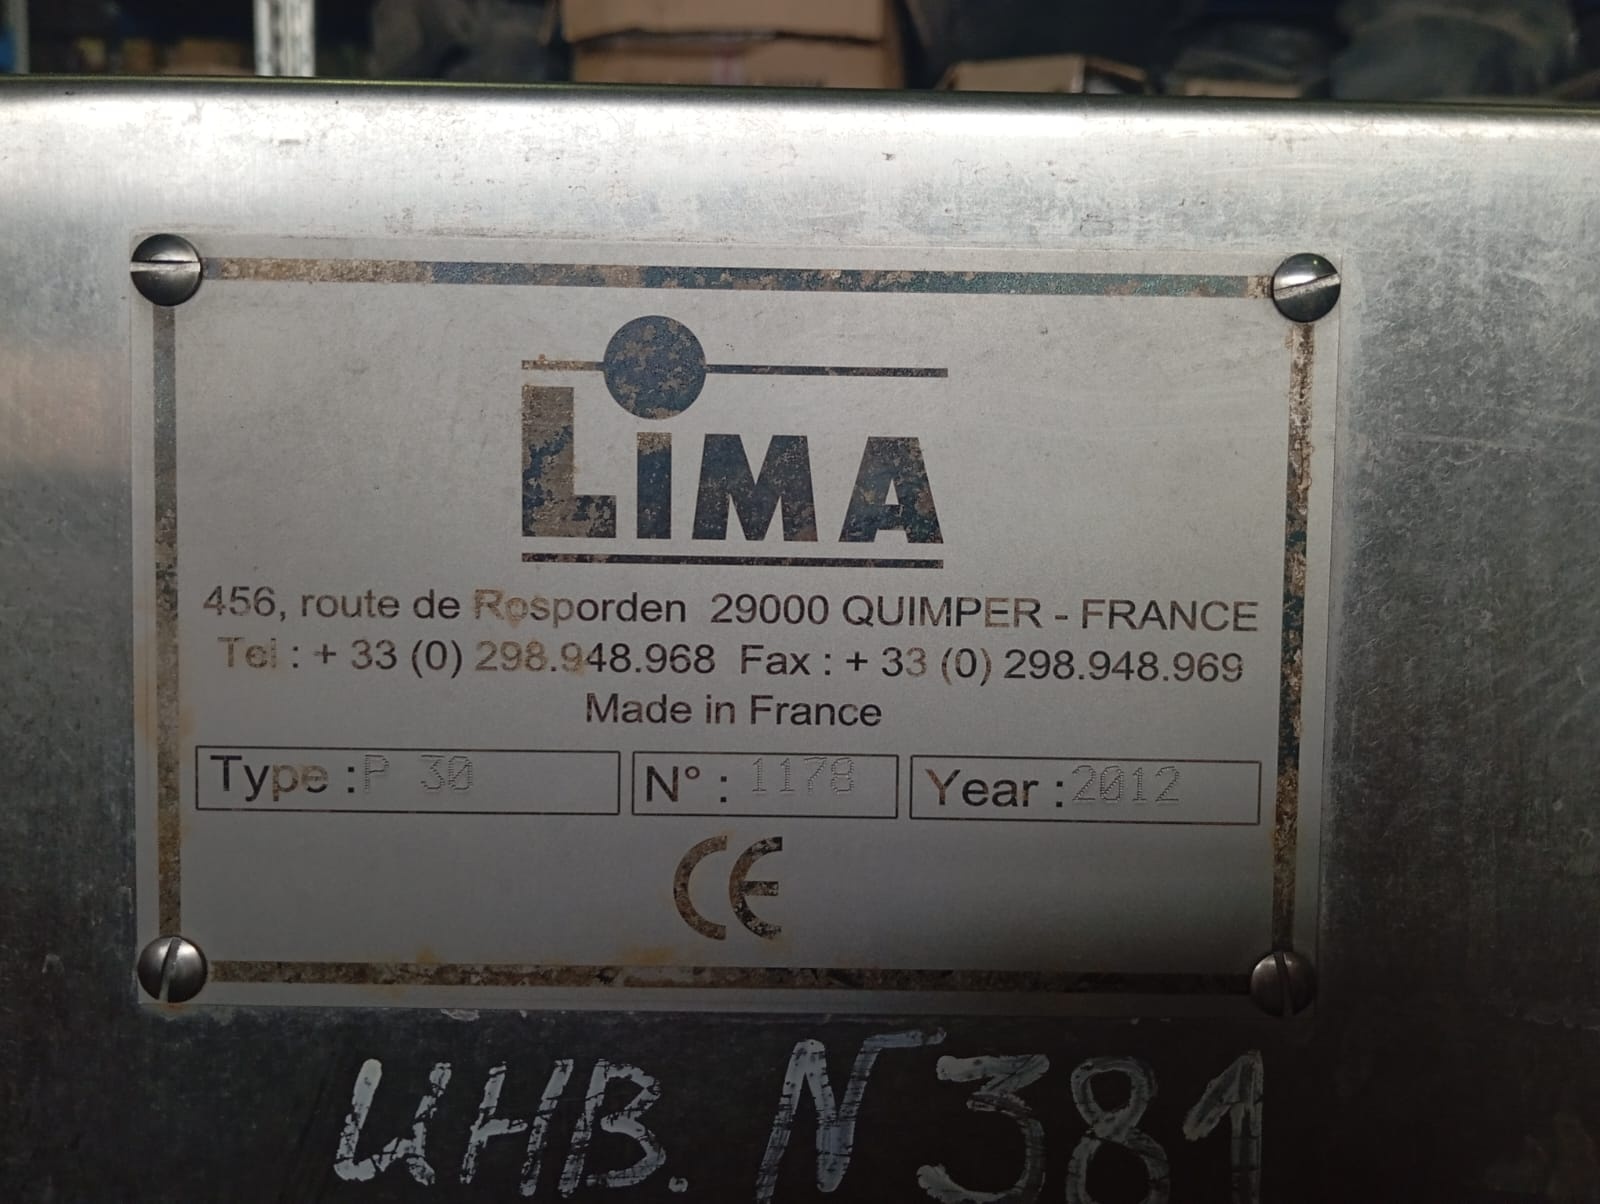 LiMA
456, route de Rosporden 29000 QUIMPER - FRANCE
Tel : + 33 (0) 298.948.968 Fax : + 33 (0) 298.948.969
Made in France
Type : P 30 N° : 1178 Year : 2012
CE
ИНВ. N 381